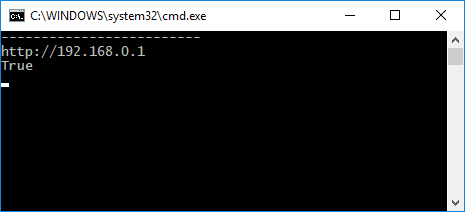 C:\WINDOWS\system32\cmd.exe
-------------------------
http://192.168.0.1
True